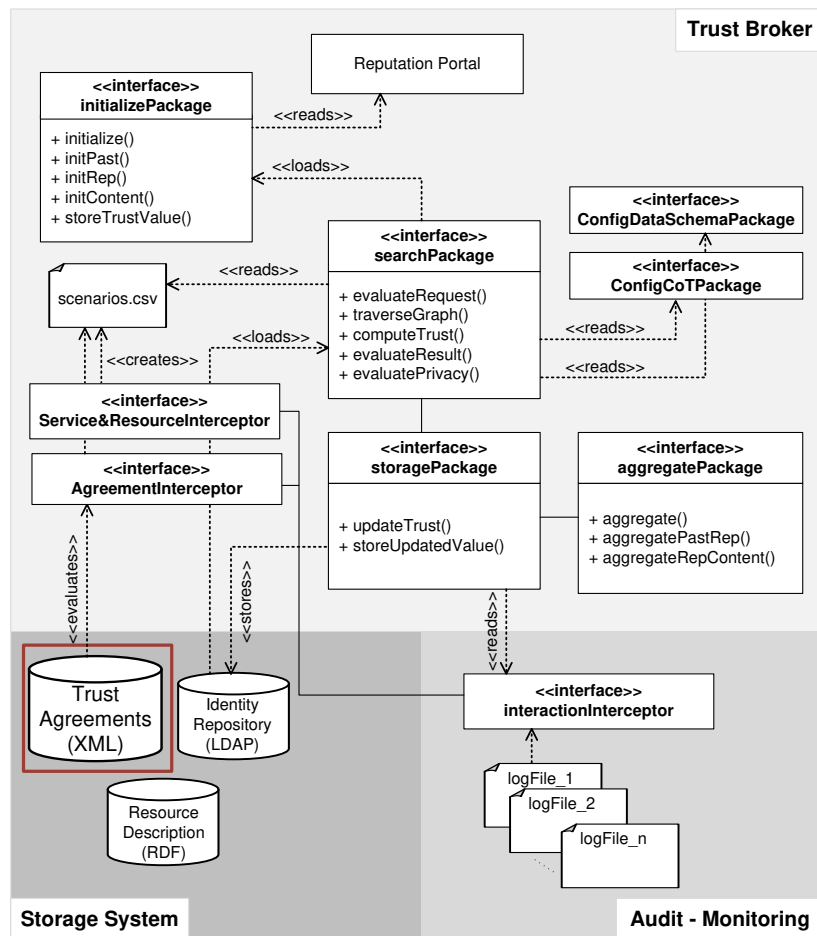 Trust Broker
Reputation Portal
<<interface>>
initializePackage
+ initialize()
+ initPast()
+ initRep()
+ initContent()
+ storeTrustValue()
<<reads>>
<<loads>>
<<interface>>
ConfigDataSchemaPackage
<<interface>>
searchPackage
+ evaluateRequest()
+ traverseGraph()
+ computeTrust()
+ evaluateResult()
+ evaluatePrivacy()
<<interface>>
ConfigCoTPackage
<<reads>>
scenarios.csv
<<reads>>
<<loads>>
<<creates>>
<<reads>>
<<interface>>
Service&ResourceInterceptor
<<interface>>
storagePackage
+ updateTrust()
+ storeUpdatedValue()
<<interface>>
aggregatePackage
+ aggregate()
+ aggregatePastRep()
+ aggregateRepContent()
<<interface>>
AgreementInterceptor
<<evaluates>>
<<stores>>
<<reads>>
Trust
Agreements
(XML)
Identity
Repository
(LDAP)
<<interface>>
interactionInterceptor
Resource
Description
(RDF)
logFile_1
logFile_2
logFile_n
Storage System
Audit - Monitoring